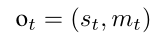 o_t = (s_t, m_t)